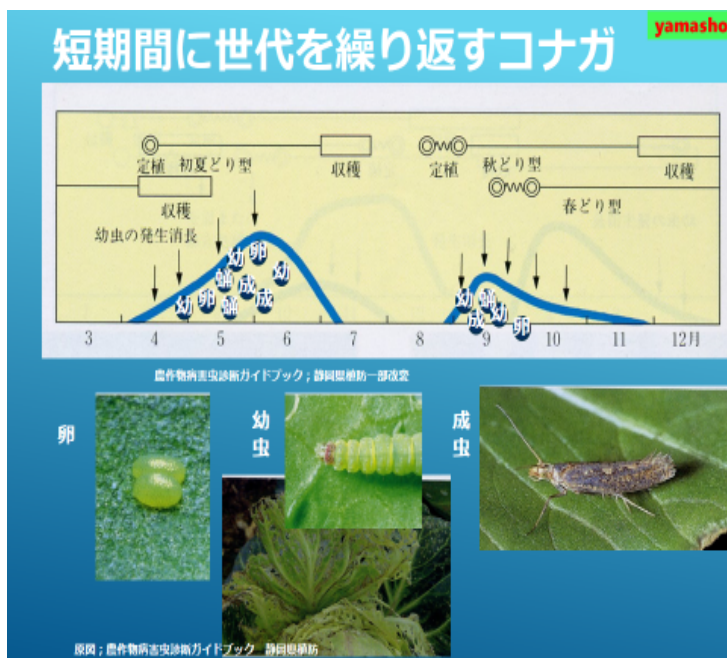 短期間に世代を繰り返すコナガ
yamasho
定植 初夏どり型 収穫 定植 秋どり型 収穫
収穫 春どり型
幼虫の発生消長
幼 卵 幼 蛹 蛹 幼 成 卵 成 幼
幼 成 蛹 幼 卵
3 4 5 6 7 8 9 10 11 12月
農作物病害虫診断ガイドブック；静岡県植防一部改変
卵 幼虫 成虫
原図；農作物病害虫診断ガイドブック 静岡県植防